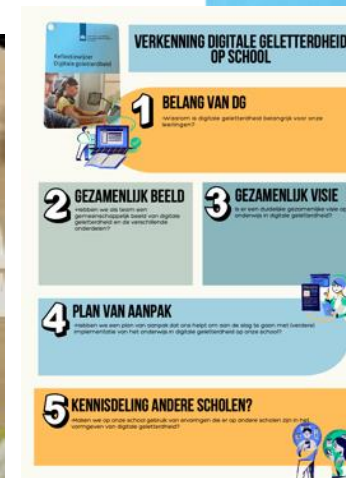 Reflectiewijzer
Digitale geletterdheid
VERKENNING DIGITALE GELETTERDHEID
OP SCHOOL
1 BELANG VAN DG
•Waarom is digitale geletterdheid belangrijk voor onze
leerlingen?
2 GEZAMENLIJK BEELD
•Hebben we als team een
gemeenschappelijk beeld van digitale
geletterdheid en de verschillende
onderdelen?
3 GEZAMENLIJK VISIE
Is er een duidelijke gezamenlijke visie op
onderwijs in digitale geletterdheid?
4 PLAN VAN AANPAK
•Hebben we een plan van aanpak dat ons helpt om aan de slag te gaan met (verdere)
implementatie van het onderwijs in digitale geletterdheid op onze school?
5 KENNISDELING ANDERE SCHOLEN?
•Maken we op onze school gebruik van ervaringen die er op andere scholen zijn in het
vormgeven van digitale geletterdheid?